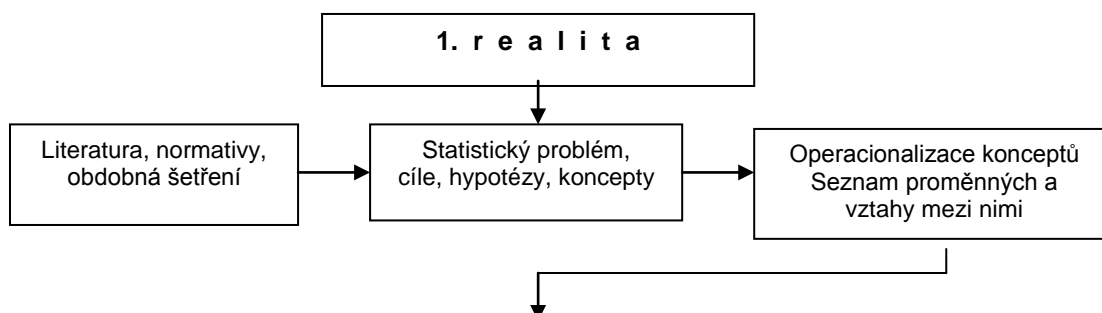 1. r e a l i t a
Literatura, normativy,
obdobná šetření
Statistický problém,
cíle, hypotézy, koncepty
Operacionalizace konceptů
Seznam proměnných a
vztahy mezi nimi